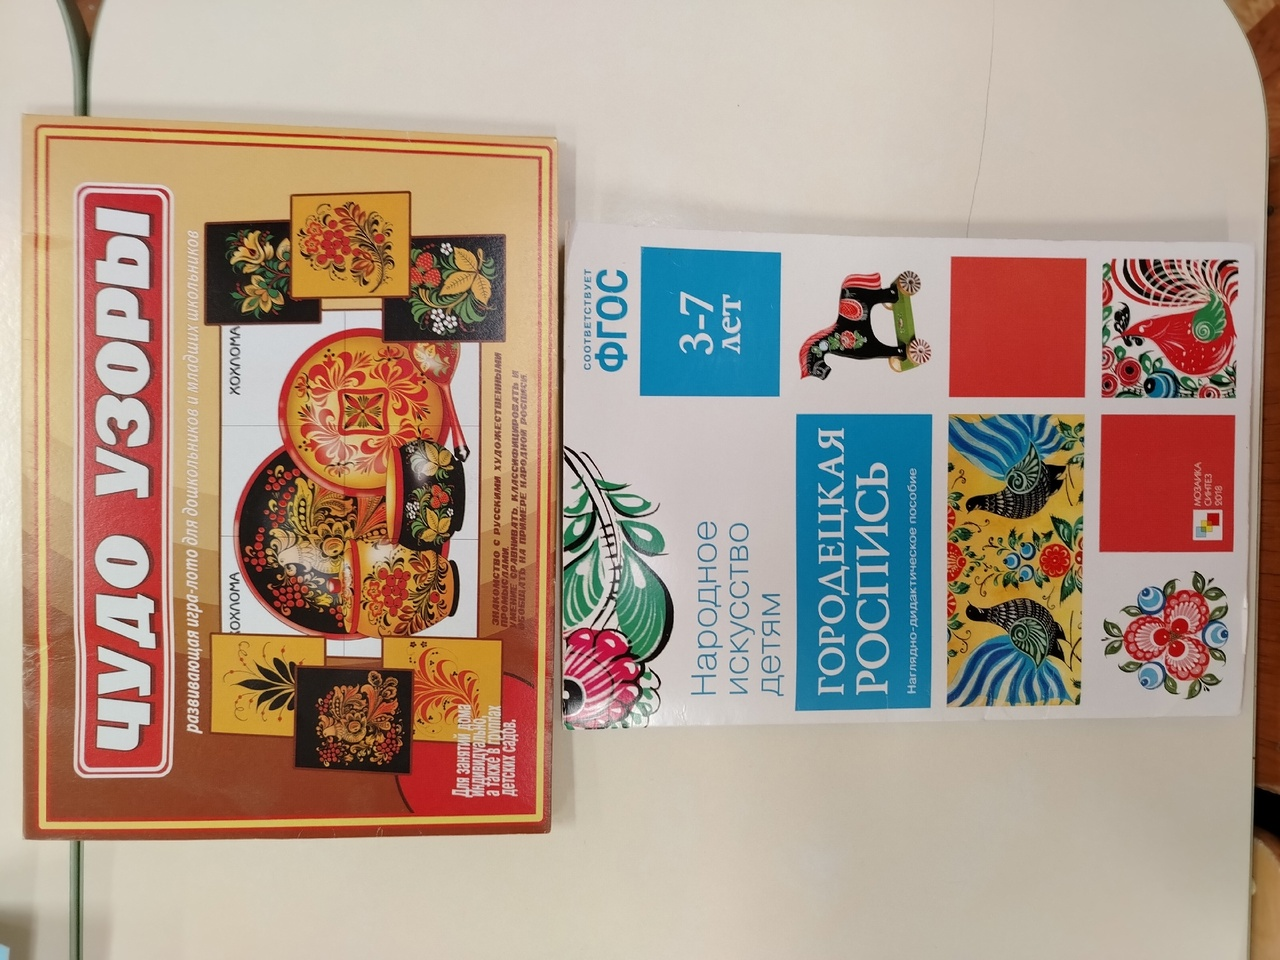 ЧУДО УЗОРЫ
развивающая игра-лото для дошкольников и младших школьников
ХОХЛОМА
ХОХЛОМА
ЗНАКОМСТВО С РУССКИМИ ХУДОЖЕСТВЕННЫМИ
ПРОМЫСЛАМИ.
УМЕНИЕ СРАВНИВАТЬ, КЛАССИФИЦИРОВАТЬ И
ОБОБЩАТЬ НА ПРИМЕРЕ НАРОДНОЙ РОСПИСИ
Для занятий дома
индивидуально,
а также в группах
детских садов.
СООТВЕТСТВУЕТ
ФГОС
3-7
лет
Народное
искусство
детям
ГОРОДЕЦКАЯ
РОСПИСЬ
Наглядно-дидактическое пособие
МОЗАИКА
СИНТЕЗ
2018